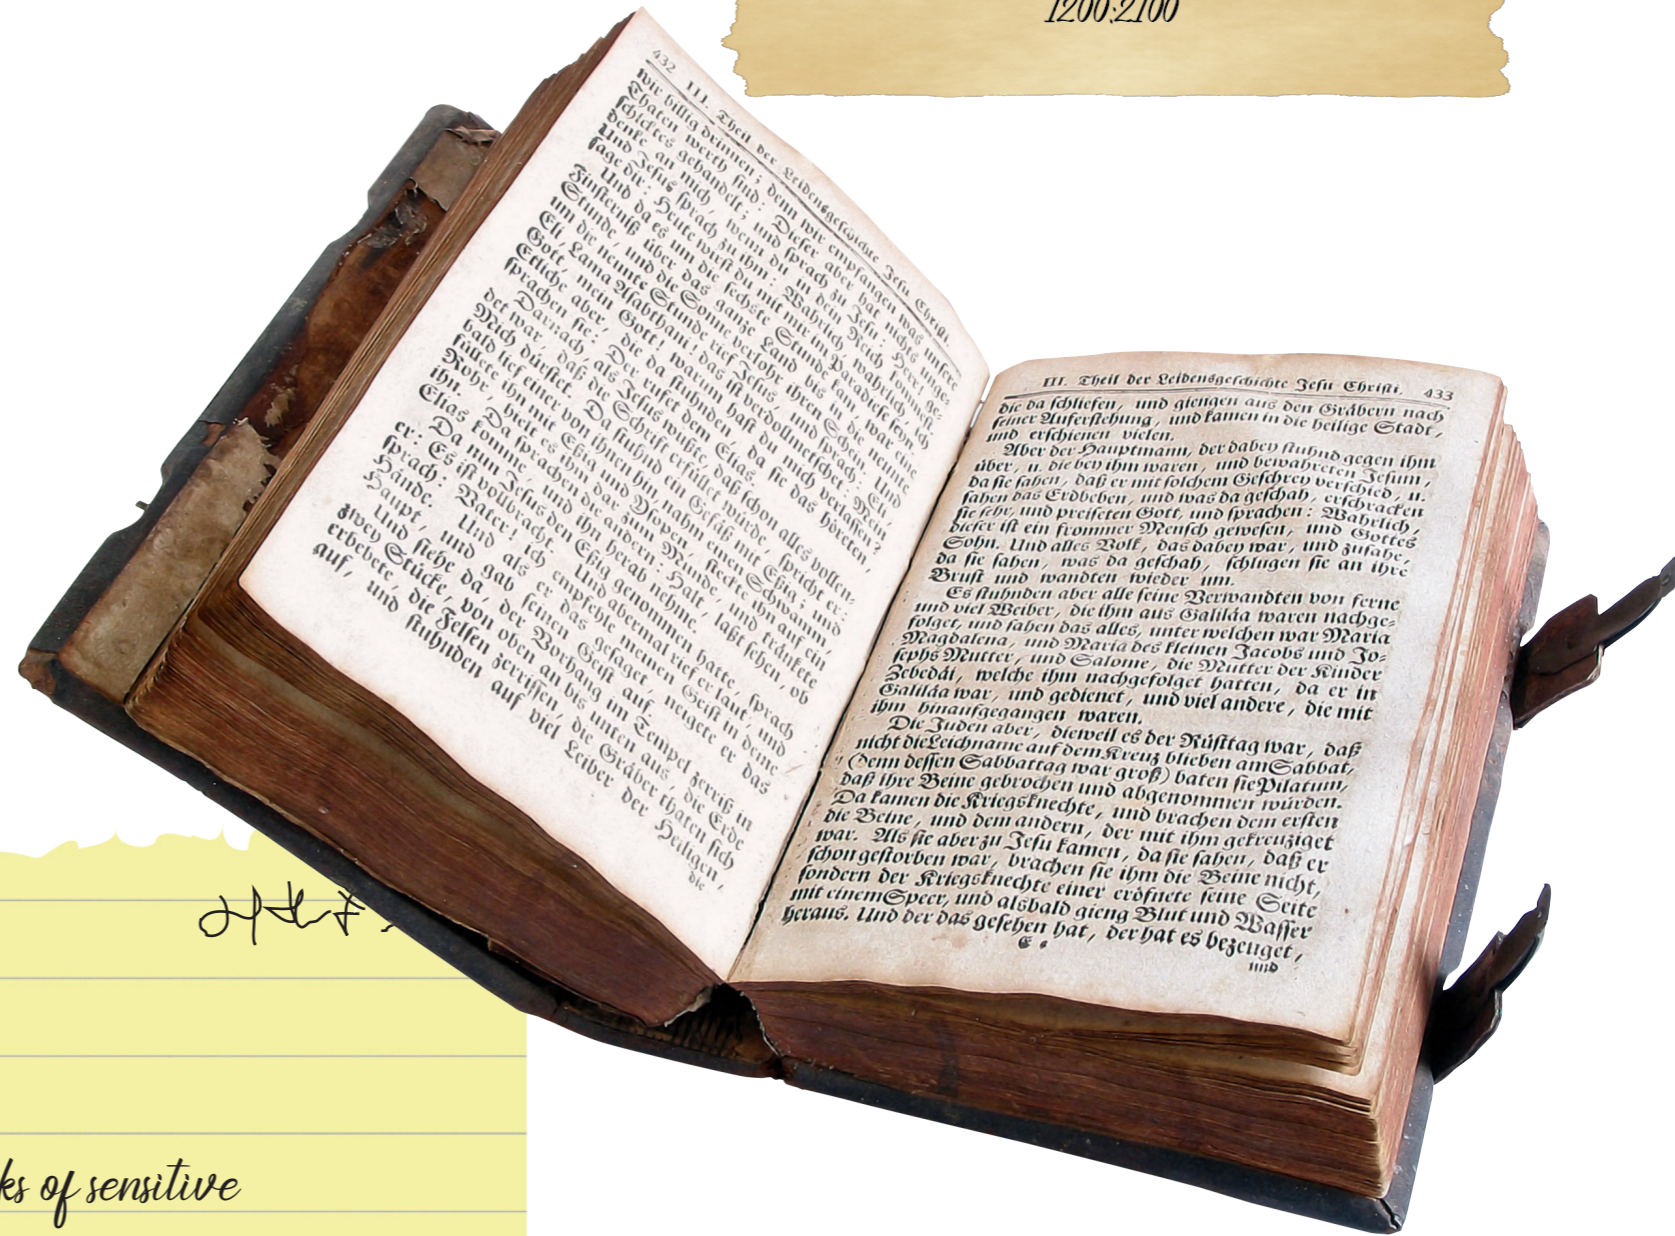 1200:2100
432 III. Theil der Leidensgeschichte Jesu Christi.
wir billig drinnen; denn wir empfangen was unsere
Thaten werth sind: Dieser aber hat nichts unge-
schicktes gehandelt; und sprach zu Jesu: Herr! ge-
denke an mich, wenn du in dein Reich kommest.
Und Jesus sprach zu ihm: Wahrlich, wahrlich, ich
sage dir: Heute wirst du mit mir im Paradiese seyn.
Und da es um die sechste Stunde kam, war eine
Finsterniß über das ganze Land bis in die neunte
Stunde, und die Sonne verlohr ihren Schein. Und
um die neunte Stunde rief Jesus, und sprach: Eli,
Eli, Lama Asabthani: das ist verdollmetschet: Mein
Gott, mein Gott! warum hast du mich verlassen?
Etliche aber, die da stuhnden, da sie das höreten,
sprachen sie: Der rufet dem Elias.
Darnach, als Jesus wußte, daß schon alles vollen-
det war, daß die Schrift erfüllet würde, spricht er:
Mich dürstet. Da stuhnd ein Gefäß mit Eßig; und
bald lief einer von ihnen hin, nahm einen Schwamm,
füllete ihn mit Eßig und Ysopen, steckte ihn auf ein
Rohr, hielt es ihm dar zum Munde, und tränkete
ihn. Da sprachen die andern: Halt, laßt sehen, ob
Elias komme, und ihn herab nehme.
Da nun Jesus den Eßig genommen hatte, sprach
er: Es ist vollbracht. Und abermal rief er laut, und
sprach: Vater! ich empfehle meinen Geist in deine
Hände. Und als er das gesaget, neigete er das
Haupt, und gab seinen Geist auf.
Und siehe da, der Vorhang im Tempel zerriß in
zwey Stücke, von oben an bis unten aus, die Erde
erbebete, die Felsen zerrissen, die Gräber thaten sich
auf, und stuhnden auf viel Leiber der Heiligen,
die
III. Theil der Leidensgeschichte Jesu Christi. 433
die da schliefen, und giengen aus den Gräbern nach
seiner Auferstehung, und kamen in die heilige Stadt,
und erschienen vielen.
Aber der Hauptmann, der dabey stuhnd gegen ihm
über, u. die bey ihm waren, und bewahreten Jesum,
da sie sahen, daß er mit solchem Geschrey verschied, u.
sahen das Erdbeben, und was da geschah, erschracken
sie sehr, und preiseten Gott, und sprachen: Wahrlich,
dieser ist ein frommer Mensch gewesen, und Gottes
Sohn. Und alles Volk, das dabey war, und zusahe,
da sie sahen, was da geschah, schlugen sie an ihre
Brust und wandten wieder um.
Es stuhnden aber alle seine Verwandten von ferne
und viel Weiber, die ihm aus Galiläa waren nachge-
folget, und sahen das alles, unter welchen war Maria
Magdalena, und Maria des kleinen Jacobs und Jo-
sephs Mutter, und Salome, die Mutter der Kinder
Zebedäi, welche ihm nachgefolget hatten, da er in
Galiläa war, und gedienet, und viel andere, die mit
ihm hinaufgegangen waren.
Die Juden aber, dieweil es der Rüsttag war, daß
nicht die Leichname auf dem Kreuz blieben am Sabbat,
(denn dessen Sabbattag war groß) baten sie Pilatum,
daß ihre Beine gebrochen und abgenommen würden.
Da kamen die Kriegsknechte, und brachen dem ersten
die Beine, und dem andern, der mit ihm gekreuziget
war. Als sie aber zu Jesu kamen, da sie sahen, daß er
schon gestorben war, brachen sie ihm die Beine nicht,
sondern der Kriegsknechte einer eröfnete seine Seite
mit einem Speer, und alsbald gieng Blut und Wasser
heraus. Und der das gesehen hat, der hat es bezeuget,
und
ks of sensitive